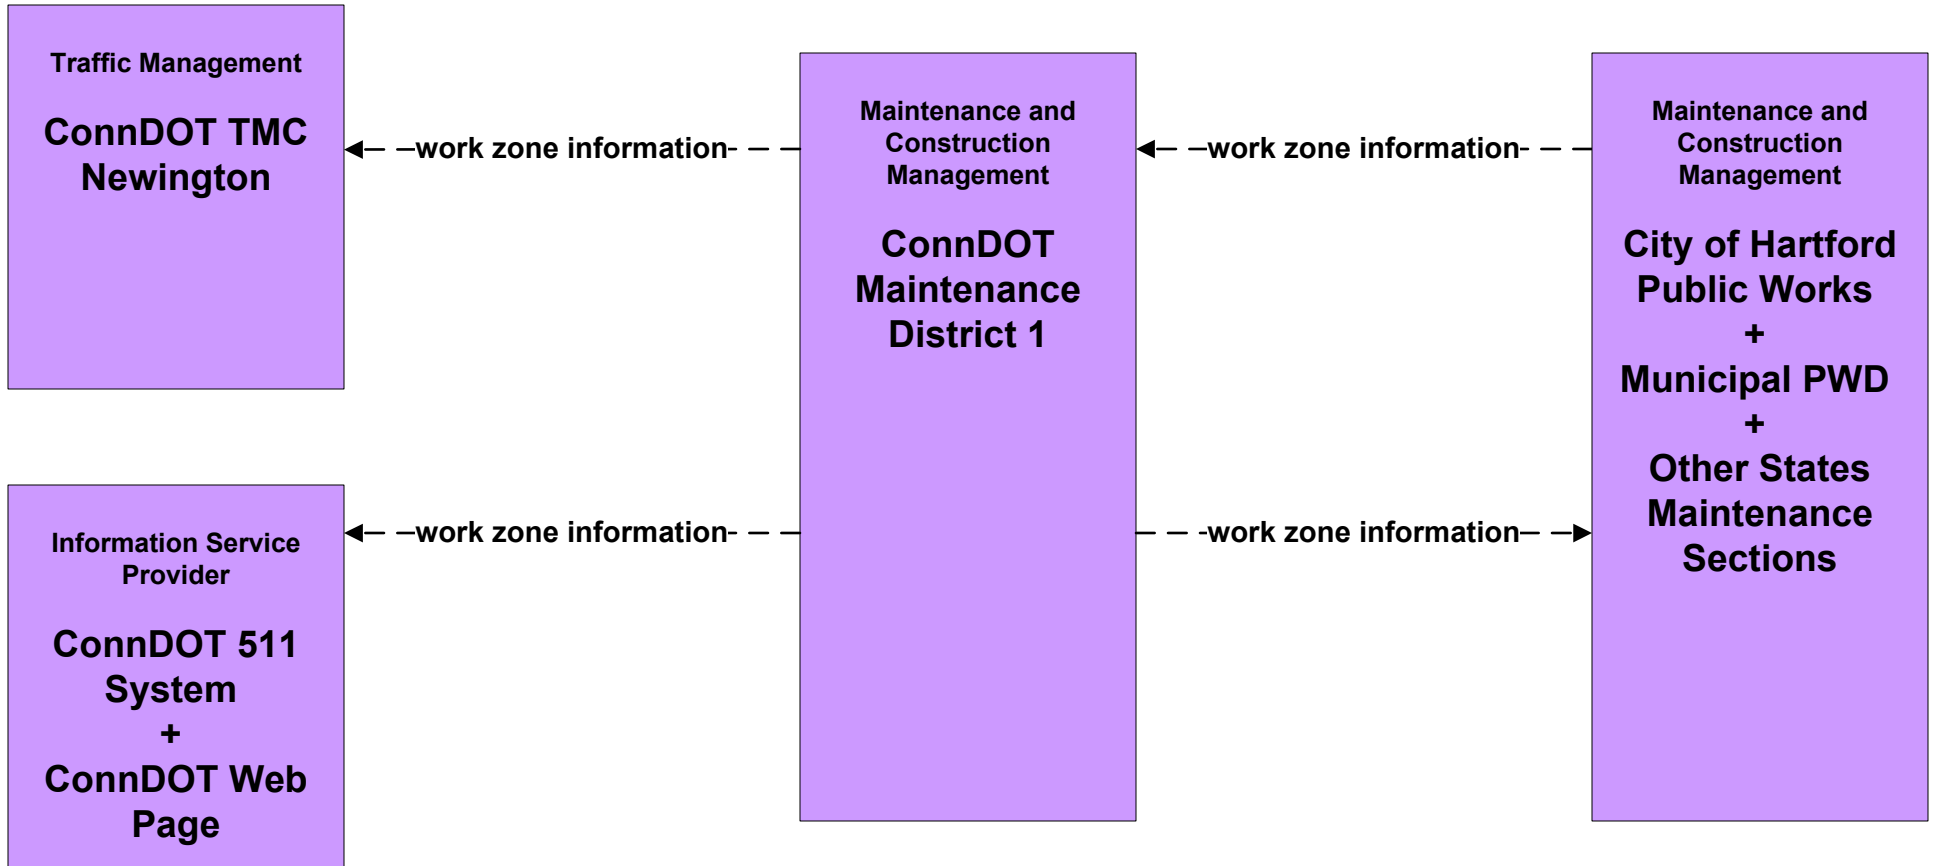 Traffic Management
ConnDOT TMC
Newington
work zone information
Maintenance and
Construction
Management
ConnDOT
Maintenance
District 1
work zone information
Maintenance and
Construction
Management
City of Hartford
Public Works
+
Municipal PWD
+
Other States
Maintenance
Sections
Information Service
Provider
ConnDOT 511
System
+
ConnDOT Web
Page
work zone information
work zone information